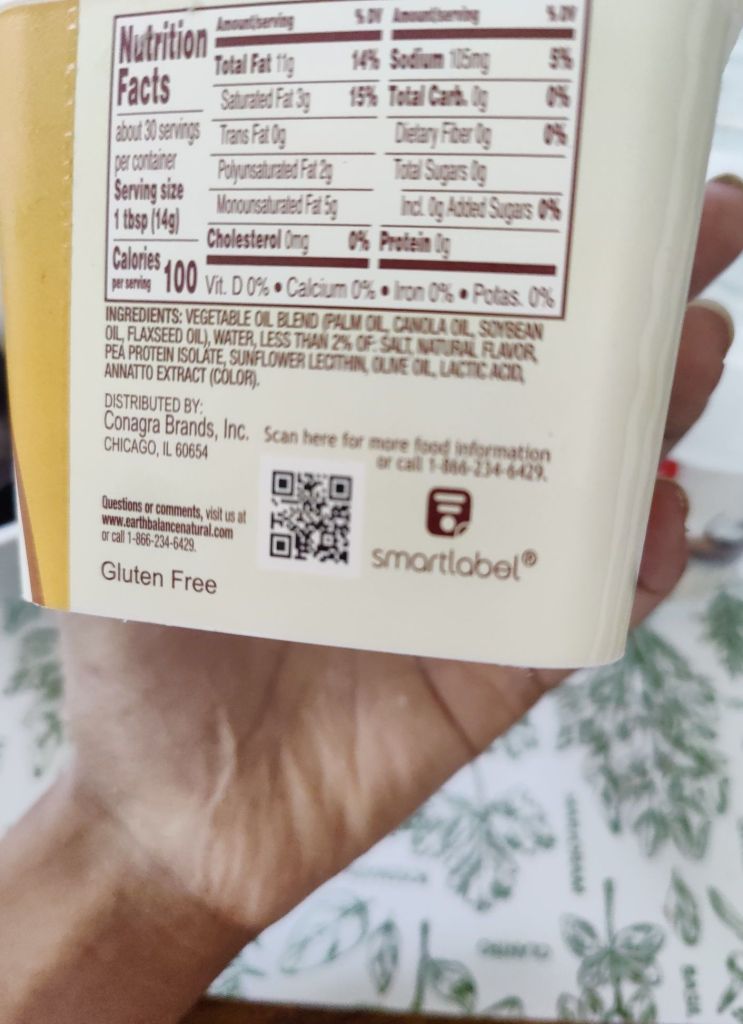 Nutrition
Facts
about 30 servings
per container
Serving size
1 tbsp (14g)
Calories
per serving 100
Amount/serving % DV
Total Fat 11g 14%
Saturated Fat 3g 15%
Trans Fat 0g
Polyunsaturated Fat 2g
Monounsaturated Fat 5g
Cholesterol 0mg 0%
Amount/serving % DV
Sodium 105mg 5%
Total Carb. 0g 0%
Dietary Fiber 0g 0%
Total Sugars 0g
Incl. 0g Added Sugars 0%
Protein 0g
Vit. D 0% • Calcium 0% • Iron 0% • Potas. 0%
INGREDIENTS: VEGETABLE OIL BLEND (PALM OIL, CANOLA OIL, SOYBEAN
OIL, FLAXSEED OIL), WATER, LESS THAN 2% OF: SALT, NATURAL FLAVOR,
PEA PROTEIN ISOLATE, SUNFLOWER LECITHIN, OLIVE OIL, LACTIC ACID,
ANNATTO EXTRACT (COLOR).
DISTRIBUTED BY:
Conagra Brands, Inc.
CHICAGO, IL 60654
Scan here for more food information
or call 1-866-234-6429.
Questions or comments, visit us at
www.earthbalancenatural.com
or call 1-866-234-6429.
smartlabel®
Gluten Free